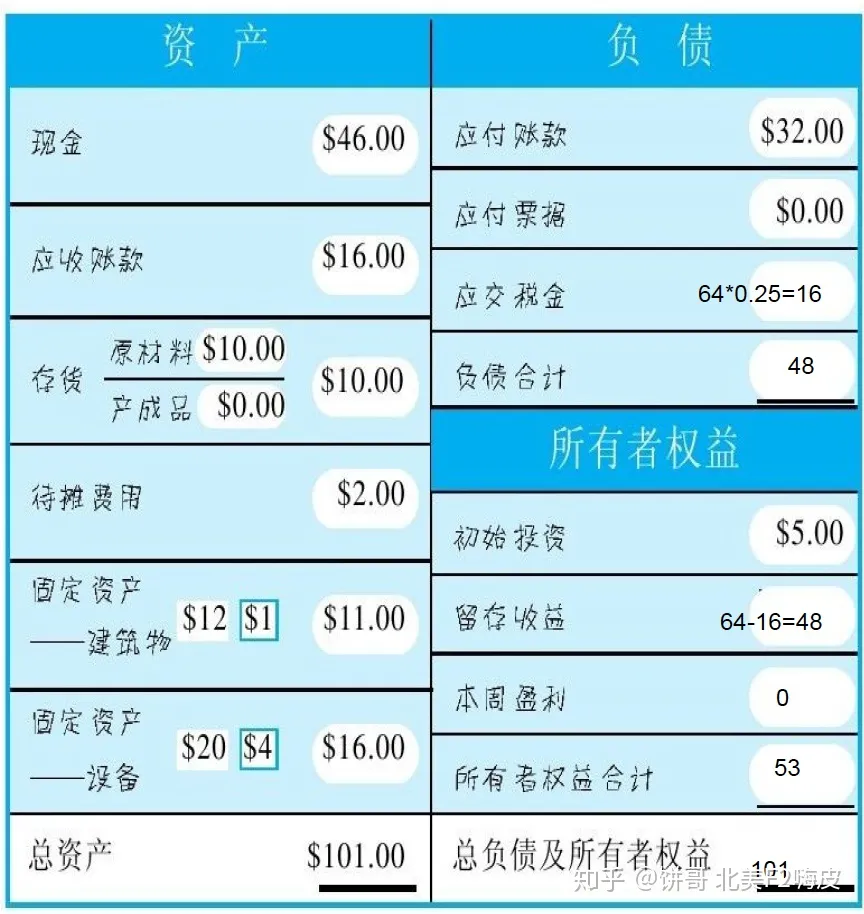 资 产
现金 $46.00
应收账款 $16.00
原材料 $10.00
存货 $10.00
产成品 $0.00
待摊费用 $2.00
固定资产
——建筑物 $12 $1 $11.00
固定资产
——设备 $20 $4 $16.00
总资产 $101.00
负 债
应付账款 $32.00
应付票据 $0.00
应交税金 64*0.25=16
负债合计 48
所有者权益
初始投资 $5.00
留存收益 64-16=48
本周盈利 0
所有者权益合计 53
总负债及所有者权益 101
知乎 @饼哥 北美F2嗨皮